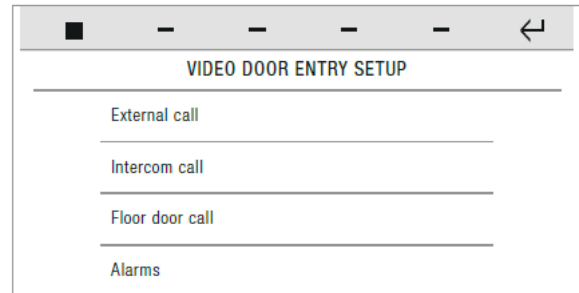 VIDEO DOOR ENTRY SETUP
External call
Intercom call
Floor door call
Alarms